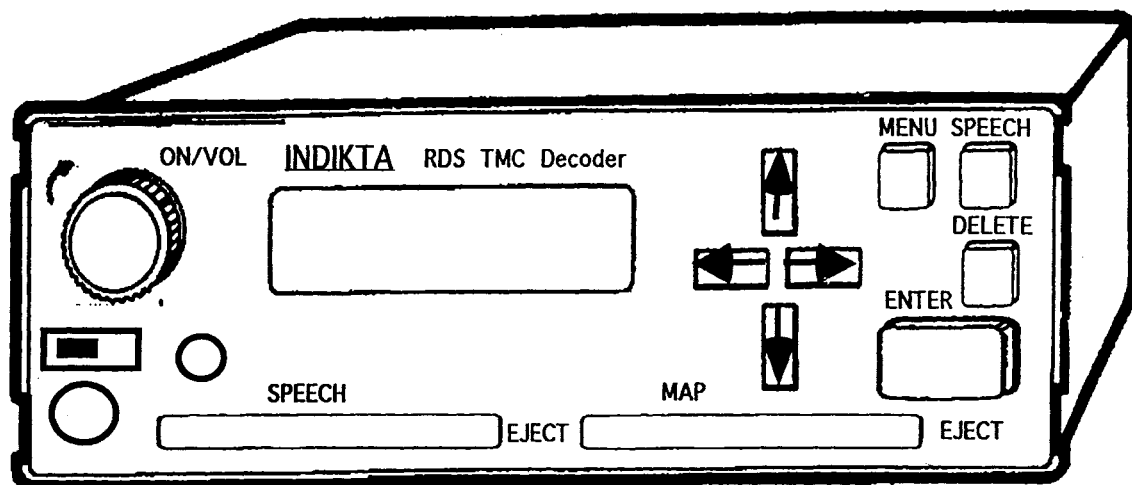 MENU SPEECH
ON/VOL INDIKTA RDS TMC Decoder
DELETE
ENTER
SPEECH MAP
EJECT EJECT